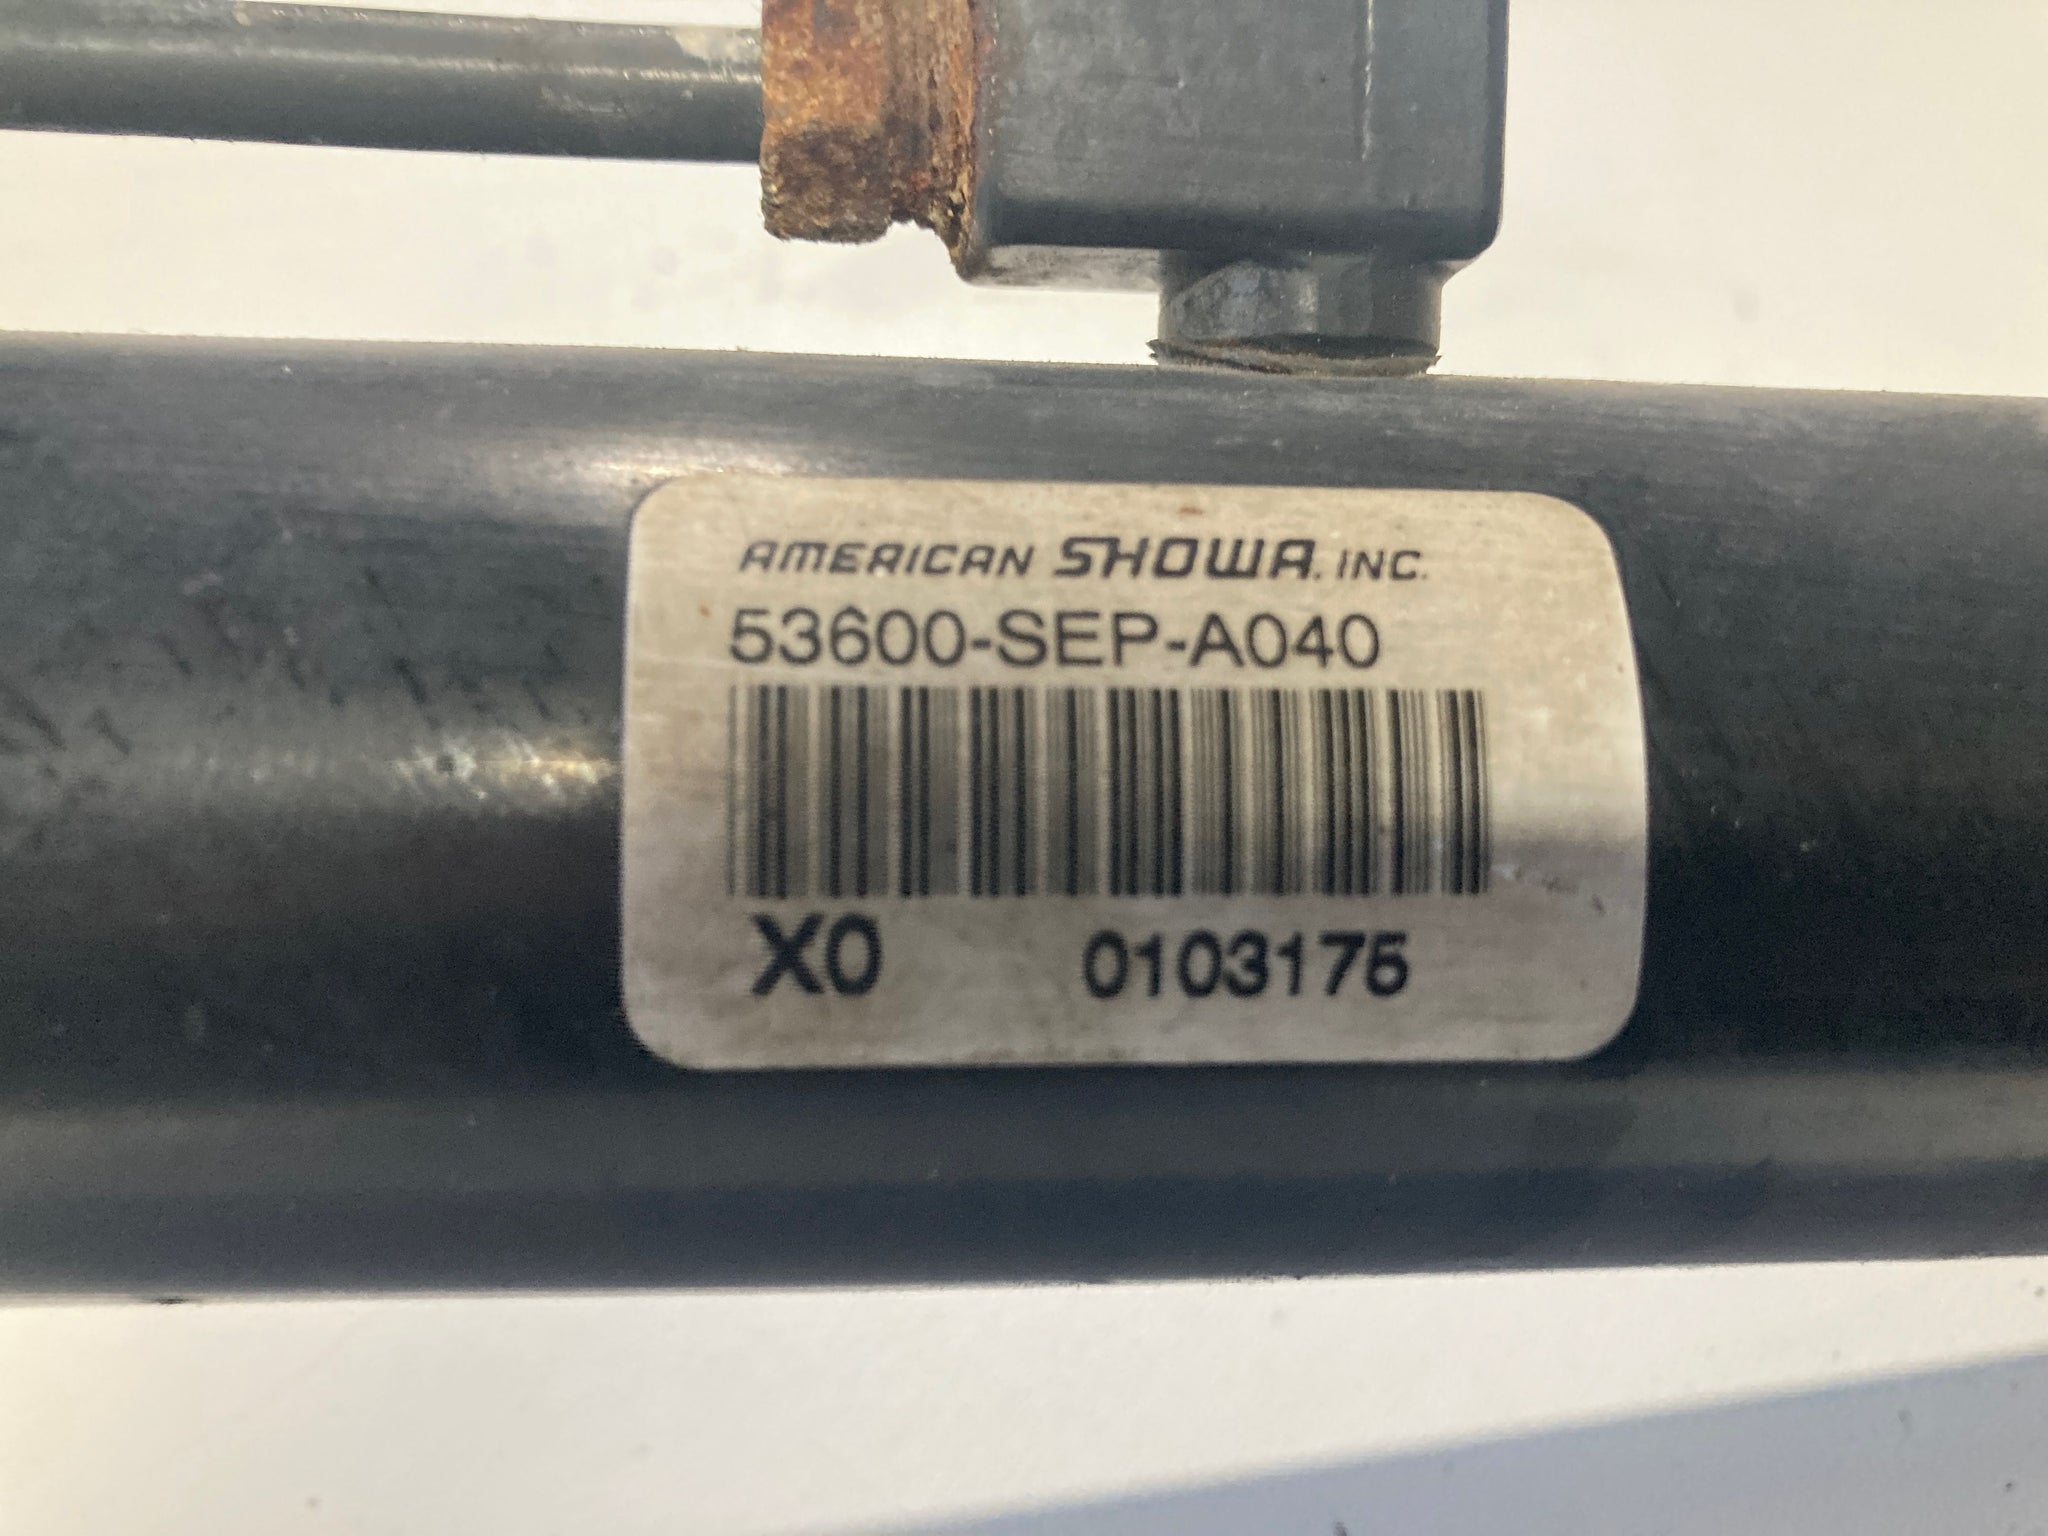 AMERICAN SHOWA. INC.
53600-SEP-A040
X0 0103175